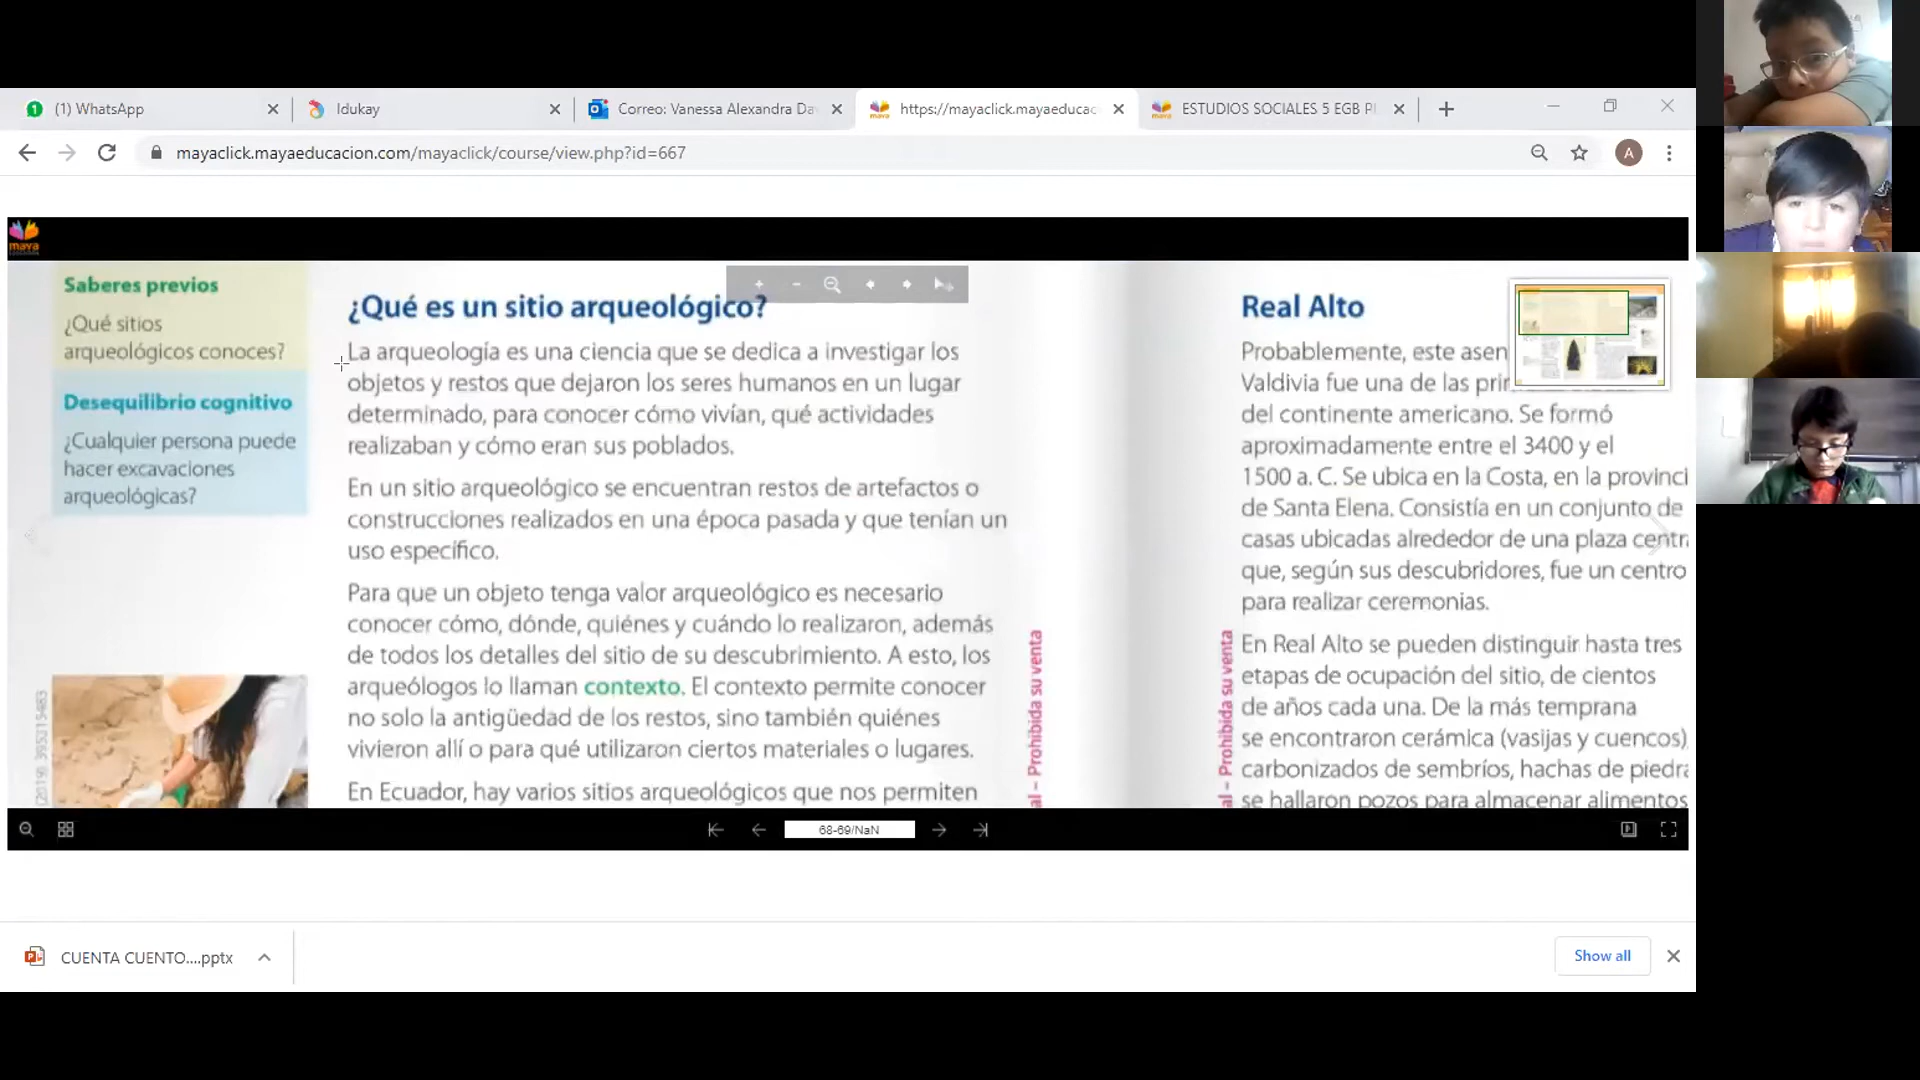 (1) WhatsApp
Idukay
Correo: Vanessa Alexandra Da
https://mayaclick.mayaeducac
ESTUDIOS SOCIALES 5 EGB P
mayaclick.mayaeducacion.com/mayaclick/course/view.php?id=667
A
maya
Saberes previos
¿Qué sitios
arqueológicos conoces?
Desequilibrio cognitivo
¿Cualquier persona puede
hacer excavaciones
arqueológicas?
(2019) 395315483
¿Qué es un sitio arqueológico?
La arqueología es una ciencia que se dedica a investigar los
objetos y restos que dejaron los seres humanos en un lugar
determinado, para conocer cómo vivían, qué actividades
realizaban y cómo eran sus poblados.
En un sitio arqueológico se encuentran restos de artefactos o
construcciones realizados en una época pasada y que tenían un
uso específico.
Para que un objeto tenga valor arqueológico es necesario
conocer cómo, dónde, quiénes y cuándo lo realizaron, además
de todos los detalles del sitio de su descubrimiento. A esto, los
arqueólogos lo llaman contexto. El contexto permite conocer
no solo la antigüedad de los restos, sino también quiénes
vivieron allí o para qué utilizaron ciertos materiales o lugares.
En Ecuador, hay varios sitios arqueológicos que nos permiten
al – Prohibida su venta
al – Prohibida su venta
Real Alto
Probablemente, este asen
Valdivia fue una de las prir
del continente americano. Se formó
aproximadamente entre el 3400 y el
1500 a. C. Se ubica en la Costa, en la provinci
de Santa Elena. Consistía en un conjunto de
casas ubicadas alrededor de una plaza centr
que, según sus descubridores, fue un centro
para realizar ceremonias.
En Real Alto se pueden distinguir hasta tres
etapas de ocupación del sitio, de cientos
de años cada una. De la más temprana
se encontraron cerámica (vasijas y cuencos)
carbonizados de sembríos, hachas de piedra
se hallaron pozos para almacenar alimentos
68-69/NaN
CUENTA CUENTO....pptx
Show all